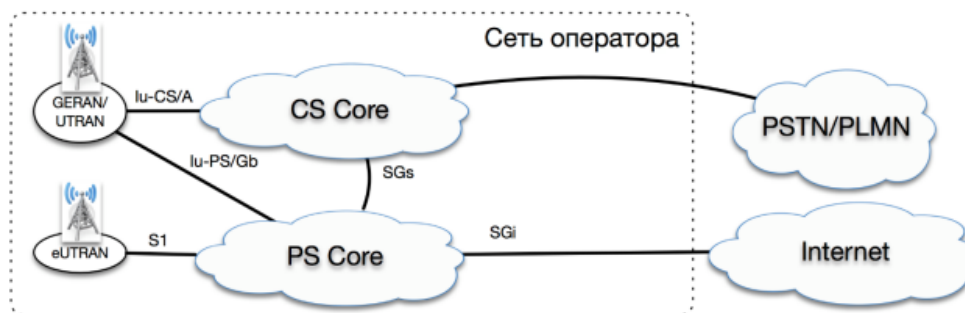 Сеть оператора
GERAN/
UTRAN
Iu-CS/A
CS Core
PSTN/PLMN
Iu-PS/Gb
SGs
eUTRAN
S1
PS Core
SGi
Internet